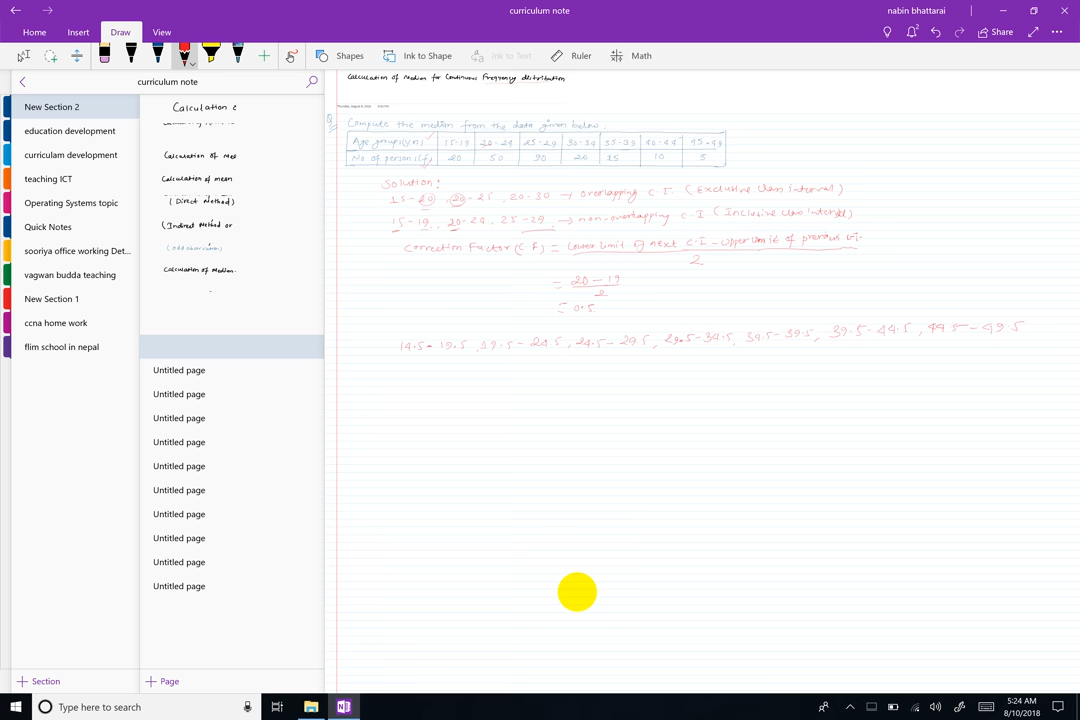 curriculum note
nabin bhattarai
Home
Insert
Draw
View
Shapes
Ink to Shape
Ink to Text
Ruler
Math
Share
curriculum note
New Section 2
education development
curriculam development
teaching ICT
Operating Systems topic
Quick Notes
sooriya office working Det...
vagwan budda teaching
New Section 1
ccna home work
flim school in nepal
Section
Calculation
Calculation of Med
Calculation of mean
(Direct Method)
(Indirect Method or
(odd observation)
Calculation of Median.
Untitled page
Untitled page
Untitled page
Untitled page
Untitled page
Untitled page
Untitled page
Untitled page
Untitled page
Untitled page
Page
Calculation of Median for Continuous Frequency distribution
Q. Compute the median from the data given below.
Age groups(yrs) 15-19 20-24 25-29 30-34 35-39 40-44 45-49
No of persons(f) 20 50 90 20 15 10 5
Solution:
15-20, 20-25, 20-30 → overlapping C.I. (Exclusive Class interval)
15-19, 20-24, 25-29 → non-overlapping C.I (Inclusive class interval)
Correction Factor(C.F) = Lower limit of next C.I - Upper limit of previous
2
= 20 - 19
2
= 0.5
14.5 - 19.5, 19.5 - 24.5, 24.5 - 29.5, 29.5 - 34.5, 34.5 - 39.5, 39.5 - 44.5, 44.5 - 49.5
Type here to search
5:24 AM
8/10/2018